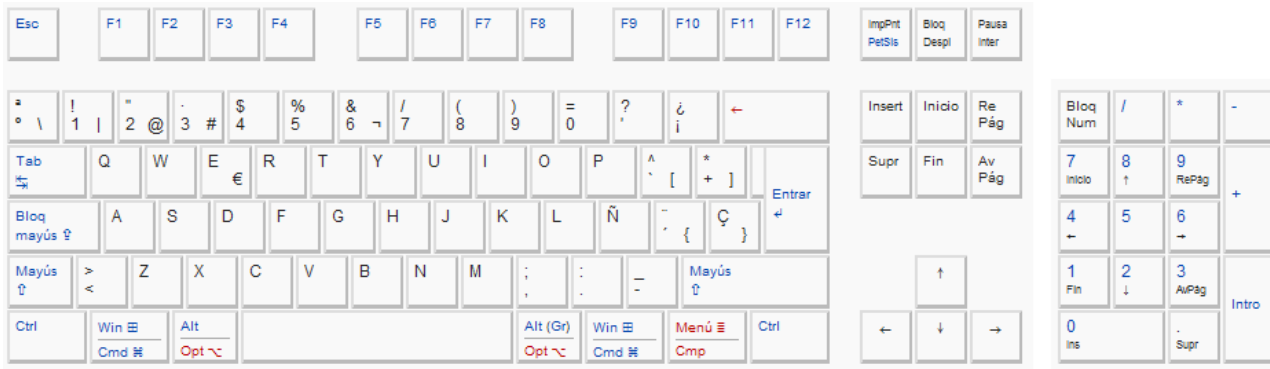 Esc F1 F2 F3 F4 F5 F6 F7 F8 F9 F10 F11 F12 ImpPnt Bloq Pausa
PetSis Despl Inter
ª ! " · $ % & / ( ) = ? ¿ ← Insert Inicio Re Bloq / * -
º \ 1 | 2 @ 3 # 4 5 6 ¬ 7 8 9 0 ' ¡ Pág Num
Tab Q W E R T Y U I O P ^ * Supr Fin Av 7 8 9
↹ € ` [ + ] Entrar Pág Inicio ↑ RePág +
Bloq A S D F G H J K L Ñ ¨ Ç ↵ 4 5 6
mayús ⇧ ´ { } ← →
Mayús > Z X C V B N M ; : _ Mayús ↑ 1 2 3
⇧ < , . - ⇧ Fin ↓ AvPág Intro
Ctrl Win ⊞ Alt Alt (Gr) Win ⊞ Menú ≣ Ctrl ← ↓ → 0 .
Cmd ⌘ Opt ⌥ Opt ⌥ Cmd ⌘ Cmp Ins Supr